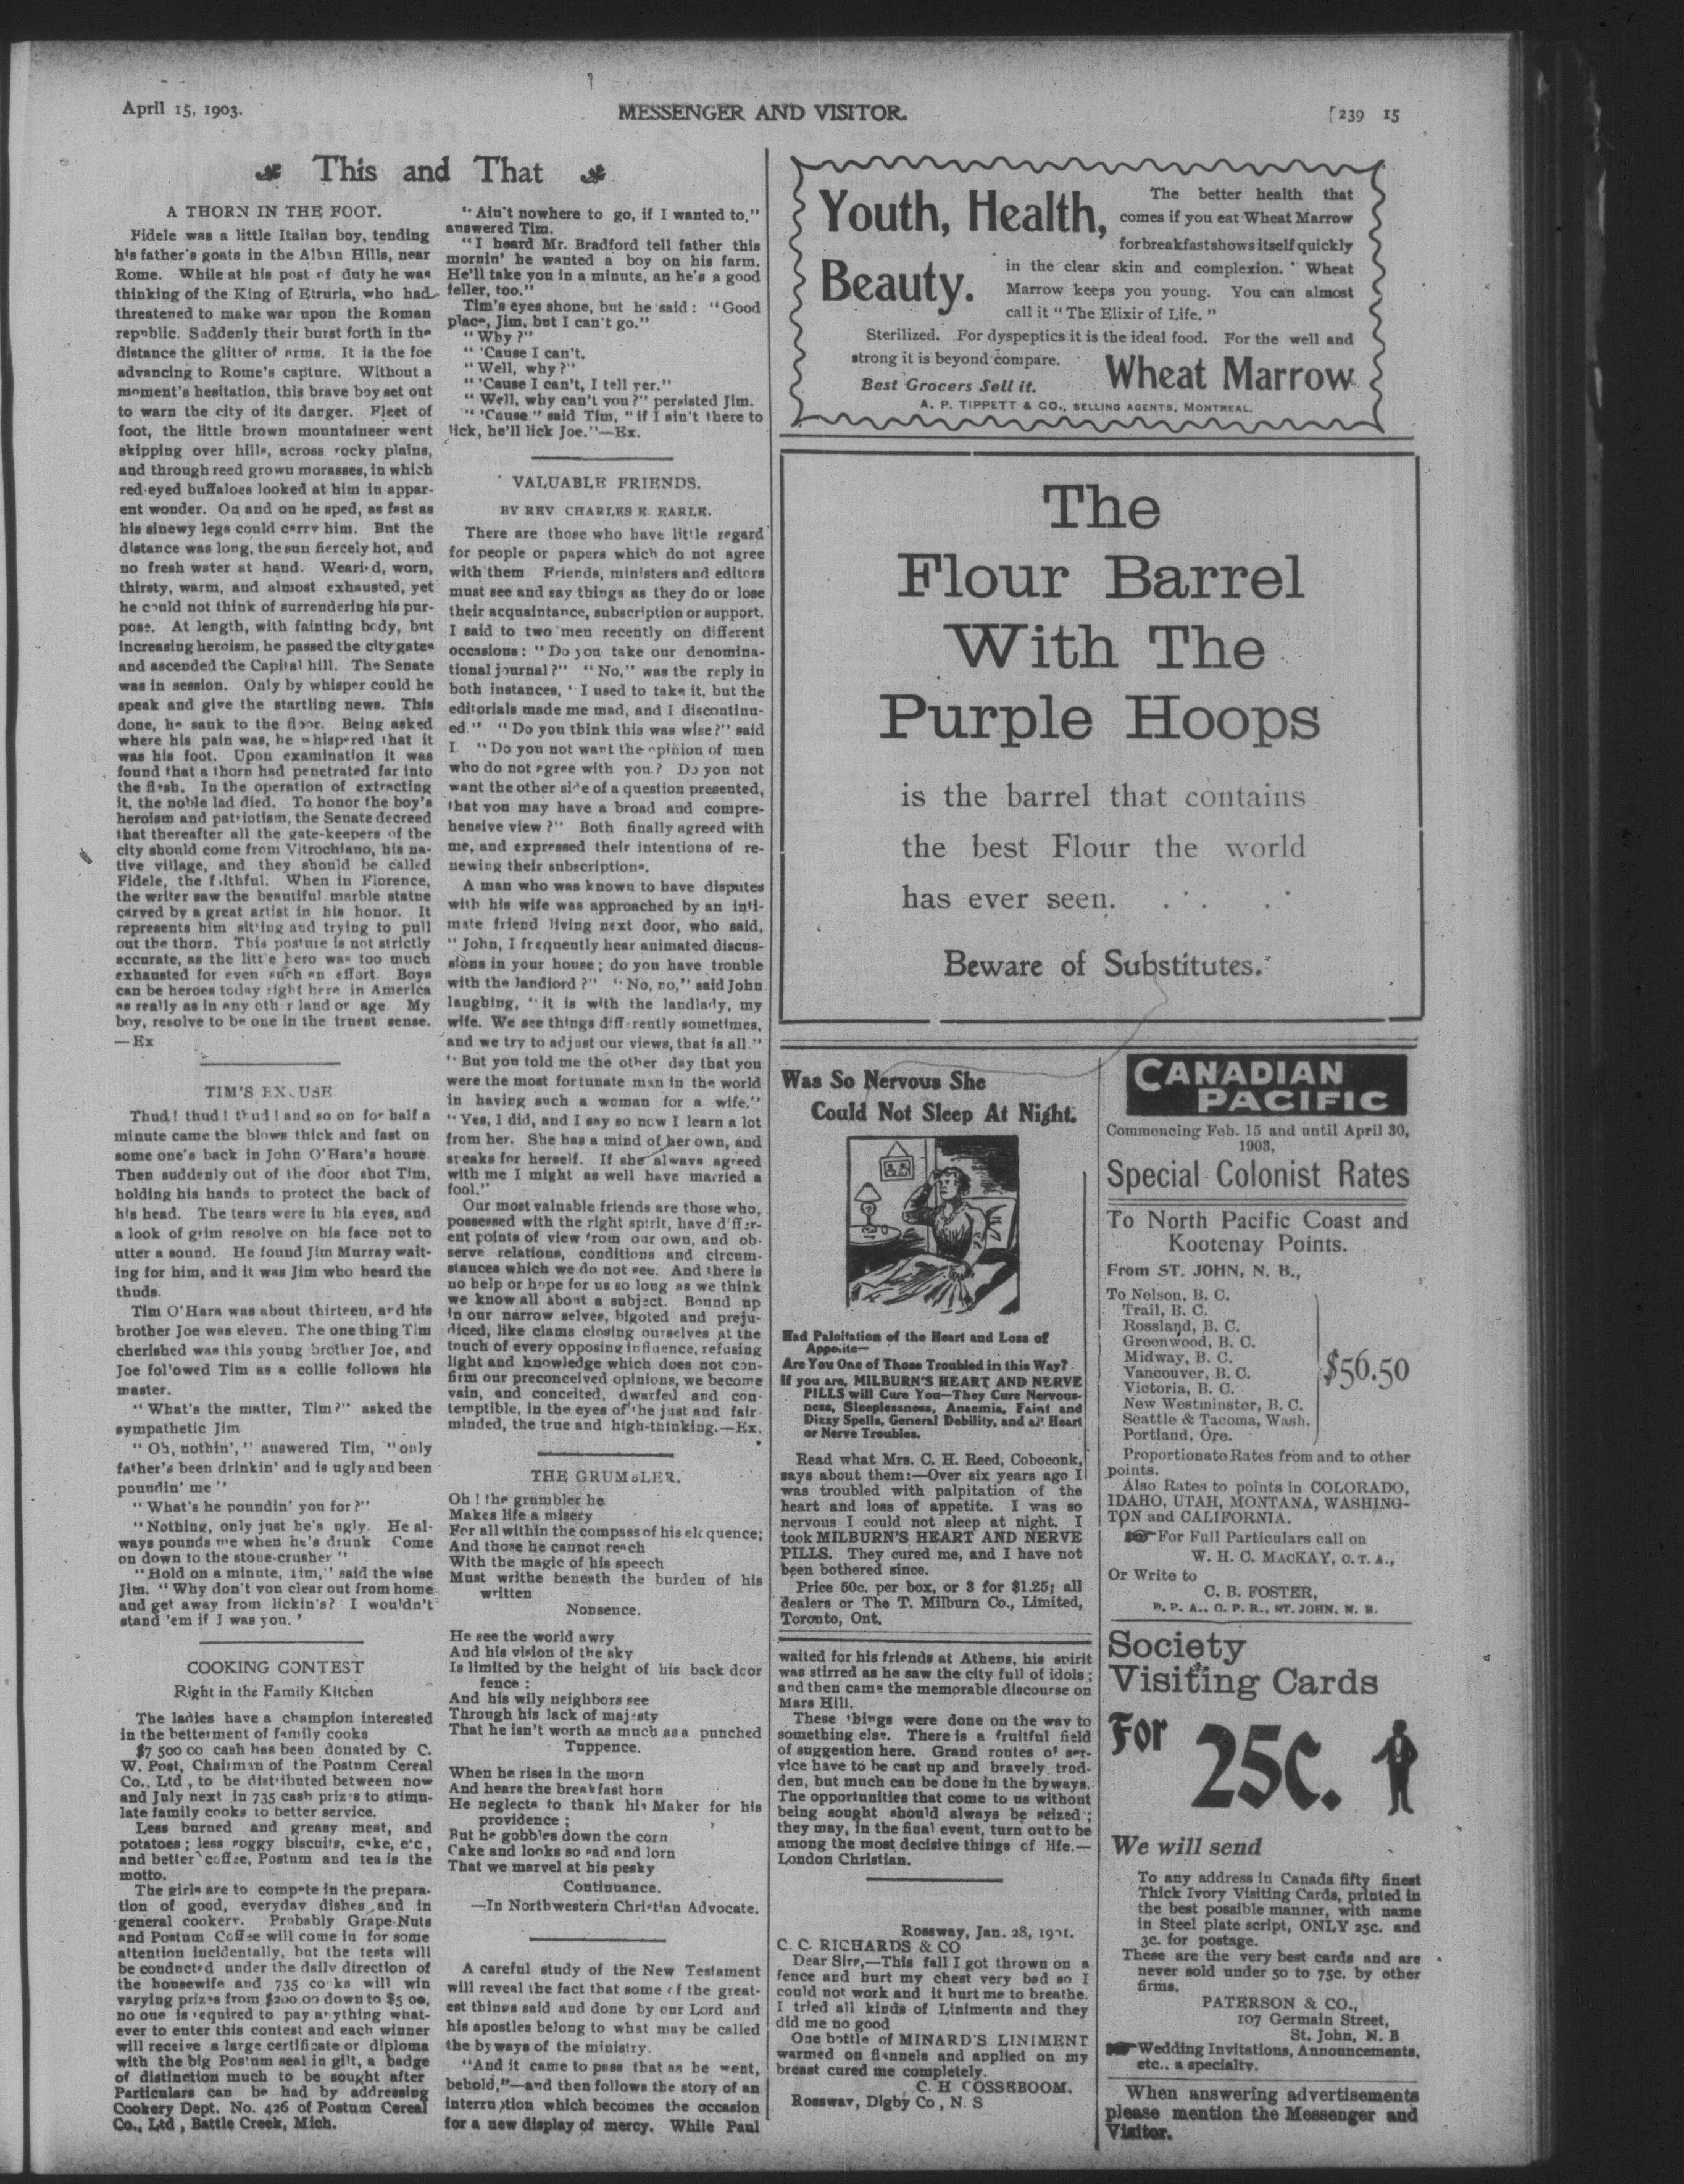 April 15, 1903.
MESSENGER AND VISITOR.
[239 15
This and That
A THORN IN THE FOOT.
Fidele was a little Italian boy, tending
his father's goats in the Alban Hills, near
Rome. While at his post of duty he was
thinking of the King of Etruria, who had
threatened to make war upon the Roman
republic. Suddenly their burst forth in the
distance the glitter of arms. It is the foe
advancing to Rome's capture. Without a
moment's hesitation, this brave boy set out
to warn the city of its danger. Fleet of
foot, the little brown mountaineer went
skipping over hills, across rocky plains,
and through reed grown morasses, in which
red-eyed buffaloes looked at him in appar-
ent wonder. On and on he sped, as fast as
his sinewy legs could carry him. But the
distance was long, the sun fiercely hot, and
no fresh water at hand. Wearied, worn,
thirsty, warm, and almost exhausted, yet
he could not think of surrendering his pur-
pose. At length, with fainting body, but
increasing heroism, he passed the city gates
and ascended the Capital hill. The Senate
was in session. Only by whisper could he
speak and give the startling news. This
done, he sank to the floor. Being asked
where his pain was, he whispered that it
was his foot. Upon examination it was
found that a thorn had penetrated far into
the flesh. In the operation of extracting
it, the noble lad died. To honor the boy's
heroism and patriotism, the Senate decreed
that thereafter all the gate-keepers of the
city should come from Vitrochiano, his na-
tive village, and they should be called
Fidele, the faithful. When in Florence,
the writer saw the beautiful marble statue
carved by a great artist in his honor. It
represents him sitting and trying to pull
out the thorn. This posture is not strictly
accurate, as the little hero was too much
exhausted for even such an effort. Boys
can be heroes today right here in America
as really as in any other land or age. My
boy, resolve to be one in the truest sense.
—Ex
TIM'S EXCUSE
Thud! thud! thud! and so on for half a
minute came the blows thick and fast on
some one's back in John O'Hara's house.
Then suddenly out of the door shot Tim,
holding his hands to protect the back of
his head. The tears were in his eyes, and
a look of grim resolve on his face not to
utter a sound. He found Jim Murray wait-
ing for him, and it was Jim who heard the
thuds.
Tim O'Hara was about thirteen, and his
brother Joe was eleven. The one thing Tim
cherished was this young brother Joe, and
Joe followed Tim as a collie follows his
master.
"What's the matter, Tim?" asked the
sympathetic Jim
"Oh, nothin'," answered Tim, "only
father's been drinkin' and is ugly and been
poundin' me"
"What's he poundin' you for?"
"Nothing, only just he's ugly. He al-
ways pounds me when he's drunk Come
on down to the stone-crusher"
"Hold on a minute, Tim," said the wise
Jim. "Why don't you clear out from home
and get away from lickin's? I wouldn't
stand 'em if I was you.'
COOKING CONTEST
Right in the Family Kitchen
The ladies have a champion interested
in the betterment of family cooks
$7 500 00 cash has been donated by C.
W. Post, Chairman of the Postum Cereal
Co., Ltd, to be distributed between now
and July next in 735 cash prizes to stimu-
late family cooks to better service.
Less burned and greasy meat, and
potatoes; less soggy biscuits, cake, etc,
and better coffee, Postum and tea is the
motto.
The girls are to compete in the prepara-
tion of good, everyday dishes and in
general cookery. Probably Grape-Nuts
and Postum Coffee will come in for some
attention incidentally, but the tests will
be conducted under the daily direction of
the housewife and 735 cooks will win
varying prizes from $200.00 down to $5 00,
no one is required to pay anything what-
ever to enter this contest and each winner
will receive a large certificate or diploma
with the big Postum seal in gilt, a badge
of distinction much to be sought after
Particulars can be had by addressing
Cookery Dept. No. 426 of Postum Cereal
Co., Ltd, Battle Creek, Mich.
"Ain't nowhere to go, if I wanted to,"
answered Tim.
"I heard Mr. Bradford tell father this
mornin' he wanted a boy on his farm.
He'll take you in a minute, an he's a good
feller, too."
Tim's eyes shone, but he said: "Good
place, Jim, but I can't go."
"Why?"
"'Cause I can't.
"Well, why?"
"'Cause I can't, I tell yer."
"Well, why can't you?" persisted Jim.
"'Cause" said Tim, "if I ain't there to
lick, he'll lick Joe."—Ex.
VALUABLE FRIENDS.
BY REV. CHARLES E. EARLE.
There are those who have little regard
for people or papers which do not agree
with them Friends, ministers and editors
must see and say things as they do or lose
their acquaintance, subscription or support.
I said to two men recently on different
occasions: "Do you take our denomina-
tional journal?" "No," was the reply in
both instances, 'I used to take it, but the
editorials made me mad, and I discontinu-
ed." "Do you think this was wise?" said
I. "Do you not want the opinion of men
who do not agree with you? Do you not
want the other side of a question presented,
that you may have a broad and compre-
hensive view?" Both finally agreed with
me, and expressed their intentions of re-
newing their subscriptions.
A man who was known to have disputes
with his wife was approached by an inti-
mate friend living next door, who said,
"John, I frequently hear animated discus-
sions in your house; do you have trouble
with the landlord?" "No, no," said John
laughing, "it is with the landlady, my
wife. We see things differently sometimes,
and we try to adjust our views, that is all."
"But you told me the other day that you
were the most fortunate man in the world
in having such a woman for a wife."
"Yes, I did, and I say so now I learn a lot
from her. She has a mind of her own, and
speaks for herself. If she always agreed
with me I might as well have married a
fool."
Our most valuable friends are those who,
possessed with the right spirit, have differ-
ent points of view from our own, and ob-
serve relations, conditions and circum-
stances which we do not see. And there is
no help or hope for us so long as we think
we know all about a subject. Bound up
in our narrow selves, bigoted and preju-
diced, like clams closing ourselves at the
touch of every opposing influence, refusing
light and knowledge which does not con-
firm our preconceived opinions, we become
vain, and conceited, dwarfed and con-
temptible, in the eyes of the just and fair-
minded, the true and high-thinking.—Ex.
THE GRUMBLER.
Oh! the grumbler he
Makes life a misery
For all within the compass of his eloquence;
And those he cannot reach
With the magic of his speech
Must writhe beneath the burden of his
written
Nonsence.
He see the world awry
And his vision of the sky
Is limited by the height of his back door
fence:
And his wily neighbors see
Through his lack of majesty
That he isn't worth as much as a punched
Tuppence.
When he rises in the morn
And hears the breakfast horn
He neglects to thank his Maker for his
providence;
But he gobbles down the corn
Cake and looks so sad and lorn
That we marvel at his pesky
Continuance.
—In Northwestern Christian Advocate.
A careful study of the New Testament
will reveal the fact that some of the great-
est things said and done by our Lord and
his apostles belong to what may be called
the byways of the ministry.
"And it came to pass that as he went,
behold,"—and then follows the story of an
interruption which becomes the occasion
for a new display of mercy. While Paul
Youth, Health,
Beauty.
The better health that
comes if you eat Wheat Marrow
for breakfast shows itself quickly
in the clear skin and complexion. Wheat
Marrow keeps you young. You can almost
call it "The Elixir of Life."
Sterilized. For dyspeptics it is the ideal food. For the well and
strong it is beyond compare.
Best Grocers Sell it.
Wheat Marrow
A. P. TIPPETT & CO., SELLING AGENTS, MONTREAL.
The
Flour Barrel
With The
Purple Hoops
is the barrel that contains
the best Flour the world
has ever seen. . . . .
Beware of Substitutes.
Was So Nervous She
Could Not Sleep At Night.
Had Palpitation of the Heart and Loss of
Appetite—
Are You One of Those Troubled in this Way?
If you are, MILBURN'S HEART AND NERVE
PILLS will Cure You—They Cure Nervous-
ness, Sleeplessness, Anaemia, Faint and
Dizzy Spells, General Debility, and all Heart
or Nerve Troubles.
Read what Mrs. C. H. Reed, Coboconk,
says about them:—Over six years ago I
was troubled with palpitation of the
heart and loss of appetite. I was so
nervous I could not sleep at night. I
took MILBURN'S HEART AND NERVE
PILLS. They cured me, and I have not
been bothered since.
Price 50c. per box, or 3 for $1.25; all
dealers or The T. Milburn Co., Limited,
Toronto, Ont.
waited for his friends at Athens, his spirit
was stirred as he saw the city full of idols;
and then came the memorable discourse on
Mars Hill.
These things were done on the way to
something else. There is a fruitful field
of suggestion here. Grand routes of ser-
vice have to be cast up and bravely trod-
den, but much can be done in the byways.
The opportunities that come to us without
being sought should always be seized;
they may, in the final event, turn out to be
among the most decisive things of life.—
London Christian.
Rossway, Jan. 28, 1901.
C. C. RICHARDS & CO
Dear Sirs,—This fall I got thrown on a
fence and hurt my chest very bad so I
could not work and it hurt me to breathe.
I tried all kinds of Liniments and they
did me no good
One bottle of MINARD'S LINIMENT
warmed on flannels and applied on my
breast cured me completely.
C. H COSSEBOOM.
Rossway, Digby Co, N. S
CANADIAN
PACIFIC
Commencing Feb. 15 and until April 30,
1903,
Special Colonist Rates
To North Pacific Coast and
Kootenay Points.
From ST. JOHN, N. B.,
To Nelson, B. C.
Trail, B. C.
Rossland, B. C.
Greenwood, B. C.
Midway, B. C.
Vancouver, B. C.
Victoria, B. C.
New Westminster, B. C.
Seattle & Tacoma, Wash.
Portland, Ore.
$56.50
Proportionate Rates from and to other
points.
Also Rates to points in COLORADO,
IDAHO, UTAH, MONTANA, WASHING-
TON and CALIFORNIA.
For Full Particulars call on
W. H. C. MACKAY, C. T. A.,
Or Write to
C. B. FOSTER,
D. P. A., C. P. R., ST. JOHN, N. B.
Society
Visiting Cards
For 25c.
We will send
To any address in Canada fifty finest
Thick Ivory Visiting Cards, printed in
the best possible manner, with name
in Steel plate script, ONLY 25c. and
3c. for postage.
These are the very best cards and are
never sold under 50 to 75c. by other
firms.
PATERSON & CO.,
107 Germain Street,
St. John, N. B
Wedding Invitations, Announcements,
etc., a specialty.
When answering advertisements
please mention the Messenger and
Visitor.